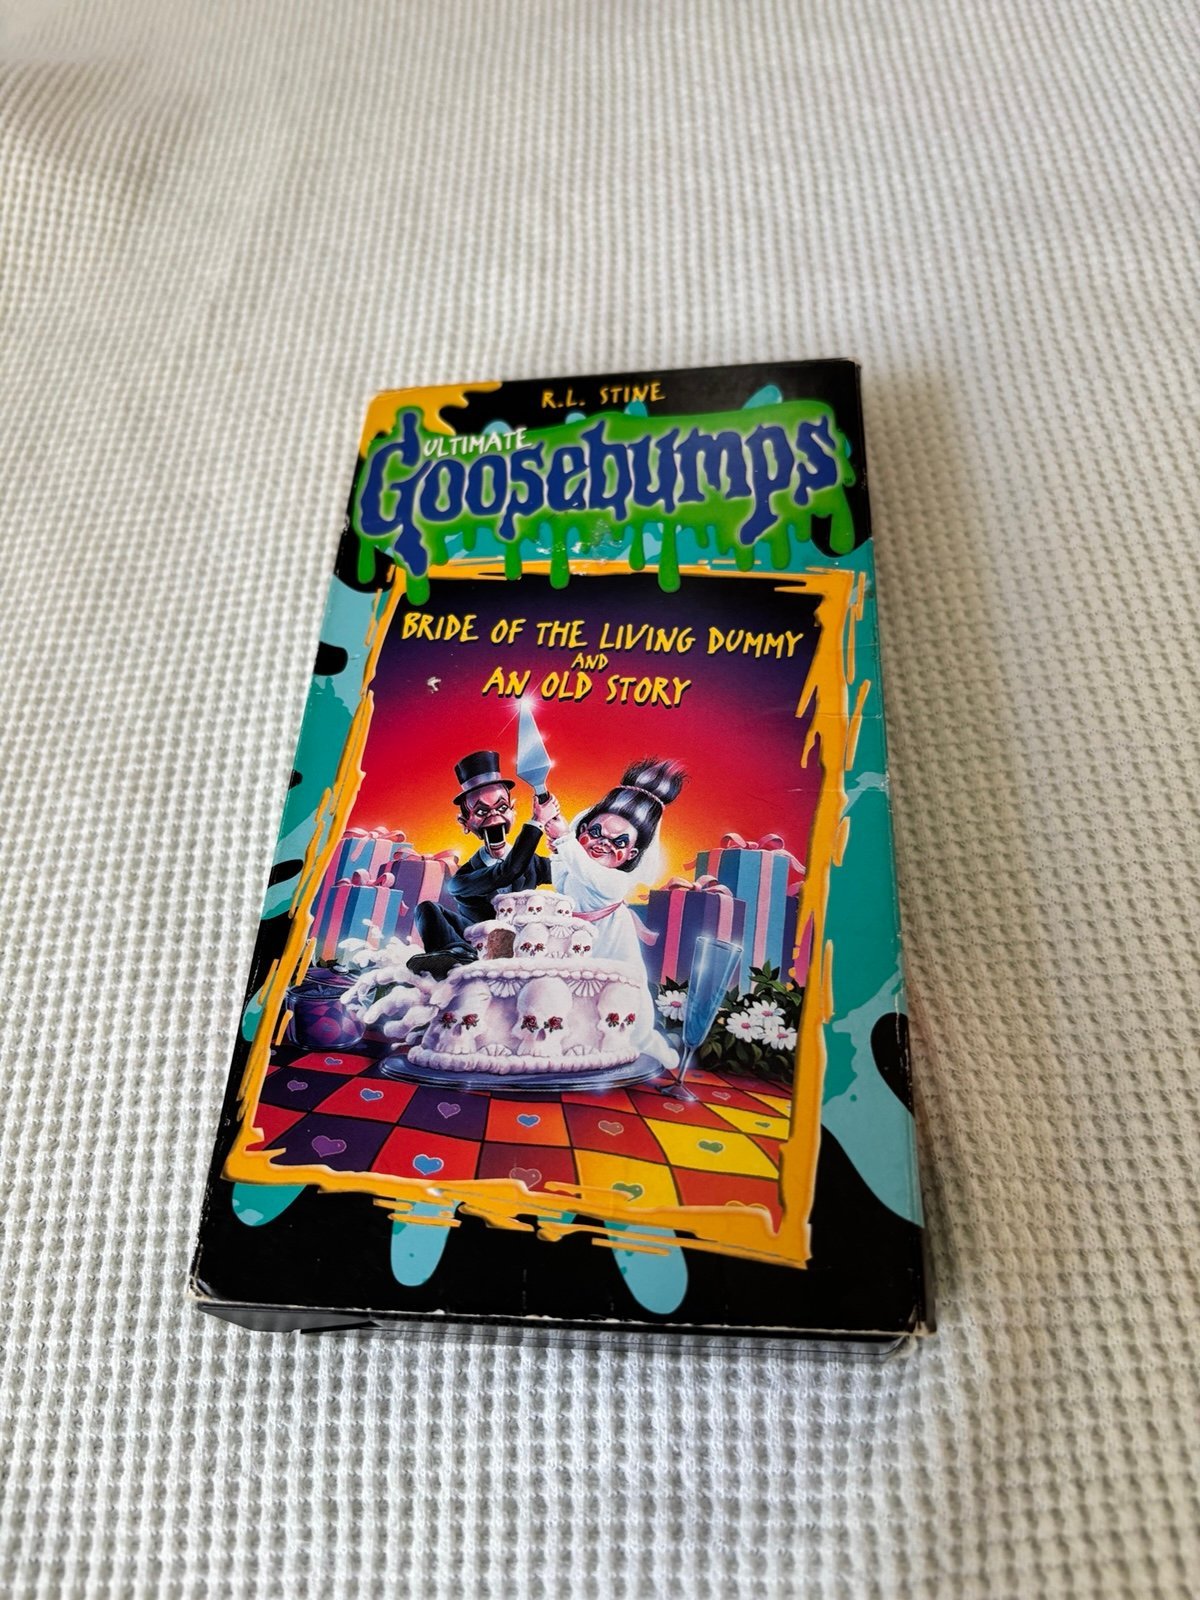 R.L. STINE
ULTIMATE
Goosebumps
BRIDE OF THE LIVING DUMMY
AND
AN OLD STORY